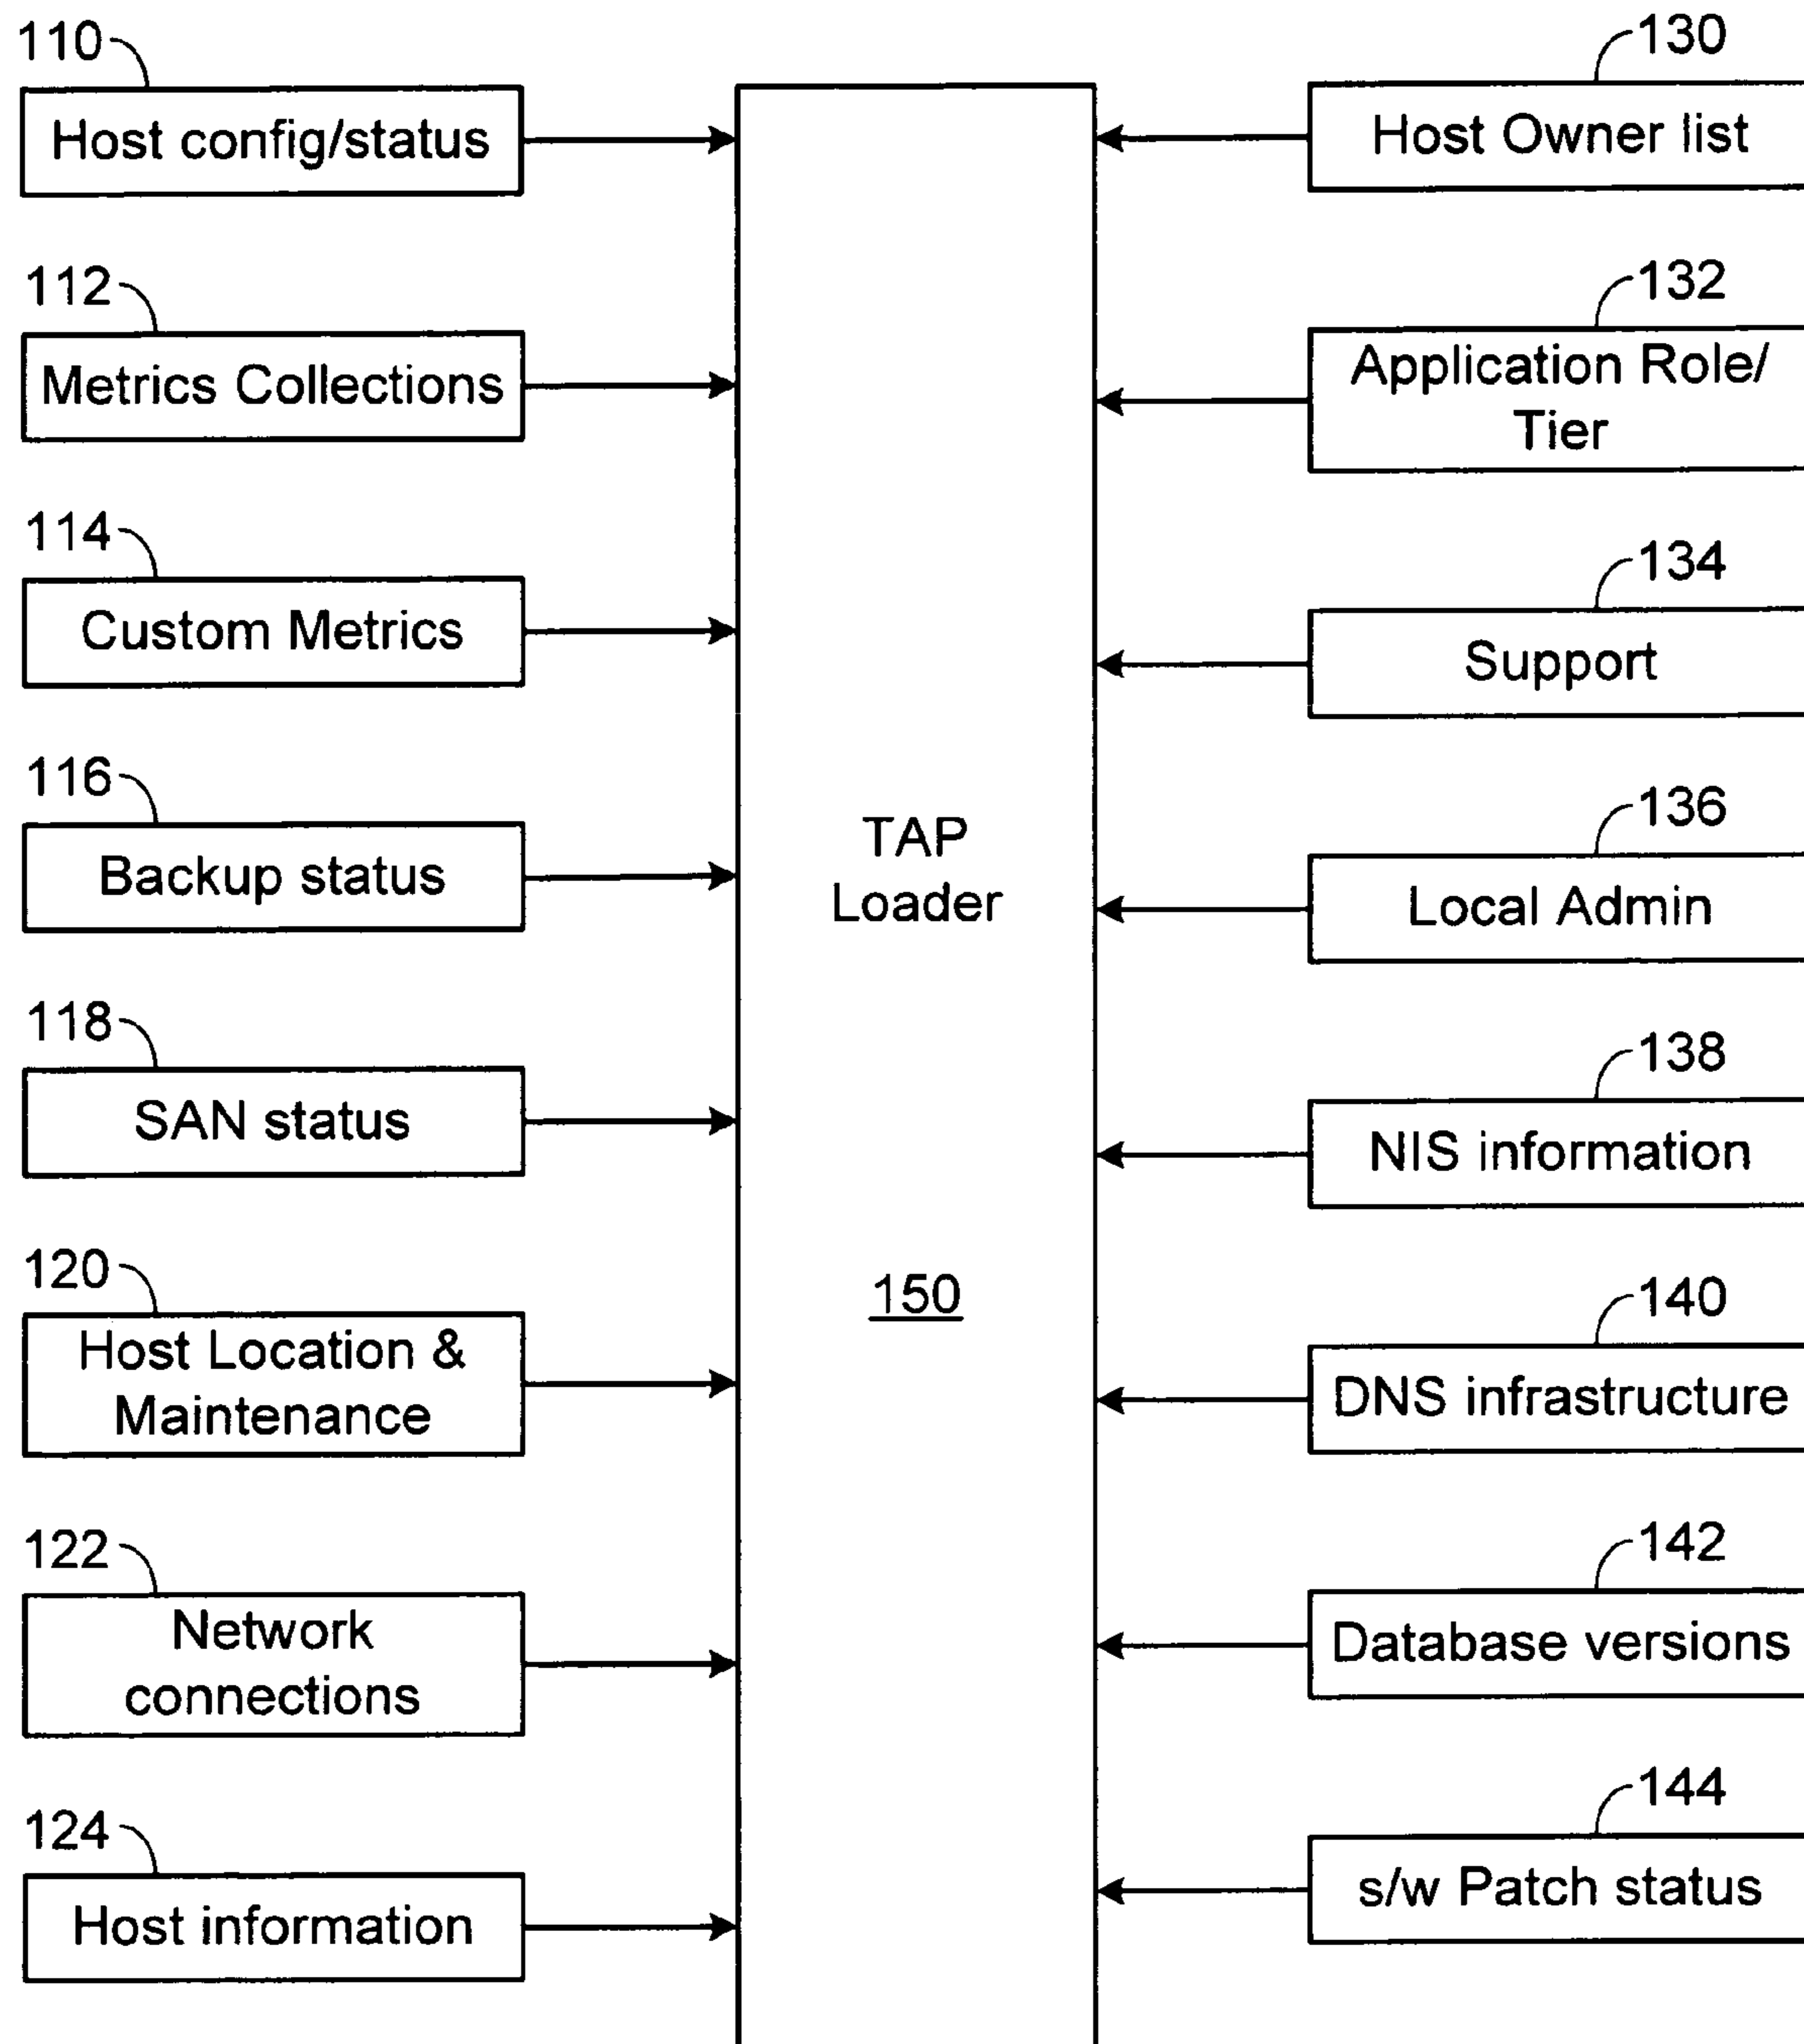 110
Host config/status
112
Metrics Collections
114
Custom Metrics
116
Backup status
118
SAN status
120
Host Location &
Maintenance
122
Network
connections
124
Host information
TAP
Loader
150
130
Host Owner list
132
Application Role/
Tier
134
Support
136
Local Admin
138
NIS information
140
DNS infrastructure
142
Database versions
144
s/w Patch status